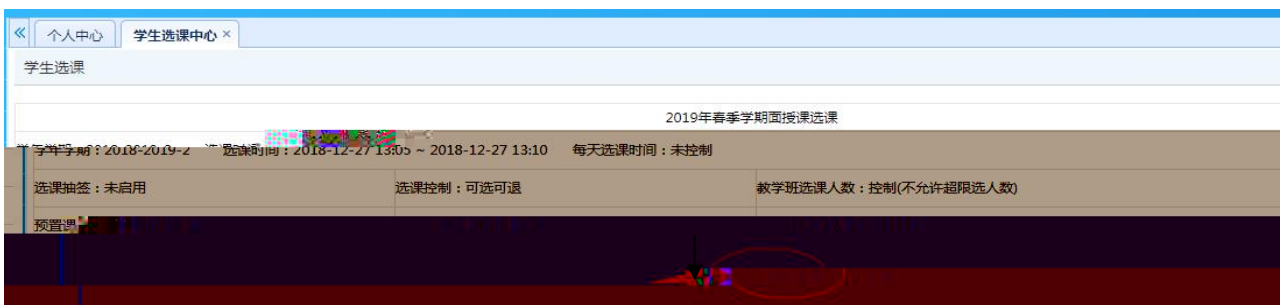 个人中心 学生选课中心 ×
学生选课
2019年春季学期面授课选课
学年学期：2018-2019-2 选课时间：2018-12-27 13:05 ~ 2018-12-27 13:10 每天选课时间：未控制
选课抽签：未启用 选课控制：可选可退 教学班选课人数：控制(不允许超限选人数)
预置课